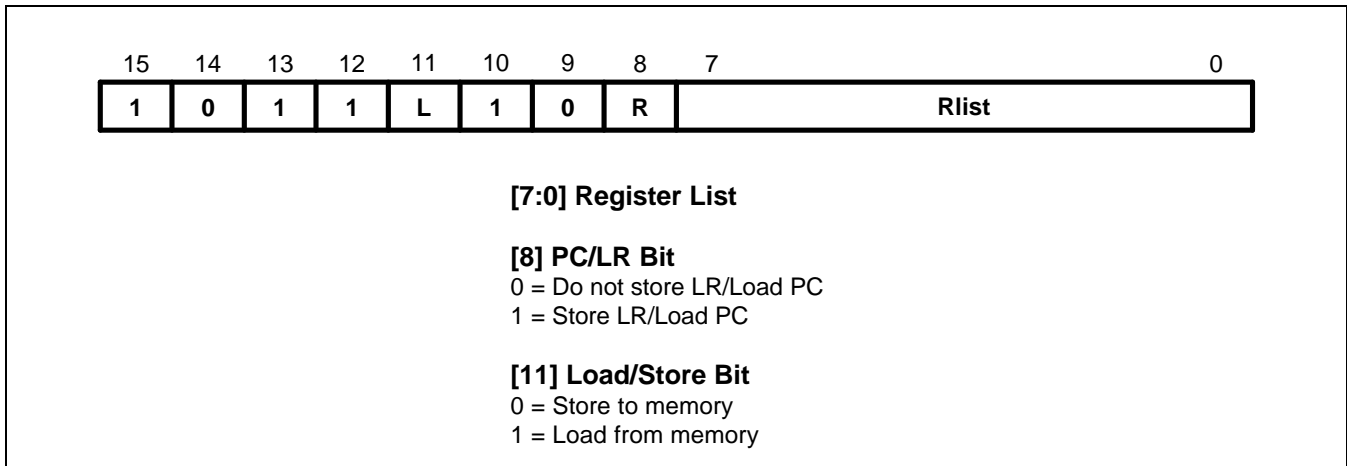 15 14 13 12 11 10 9 8 7 0
1 0 1 1 L 1 0 R Rlist
[7:0] Register List
[8] PC/LR Bit
0 = Do not store LR/Load PC
1 = Store LR/Load PC
[11] Load/Store Bit
0 = Store to memory
1 = Load from memory